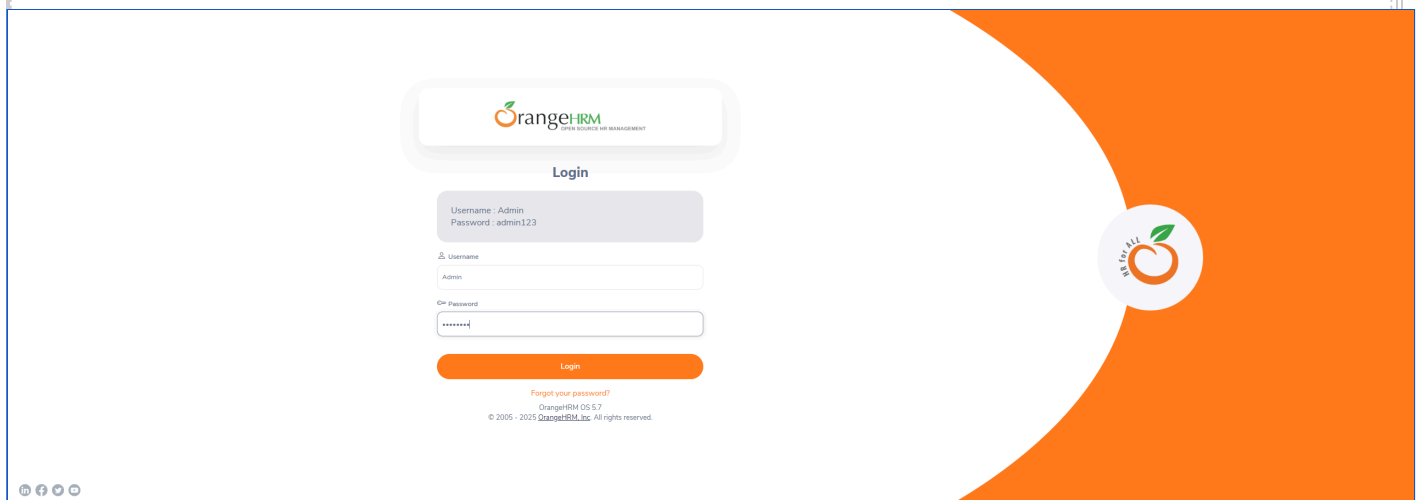 OrangeHRM
OPEN SOURCE HR MANAGEMENT
Login
Username : Admin
Password : admin123
Username
Admin
Password
Login
Forgot your password?
OrangeHRM OS 5.7
© 2005 - 2025 OrangeHRM, Inc. All rights reserved.
HR for ALL